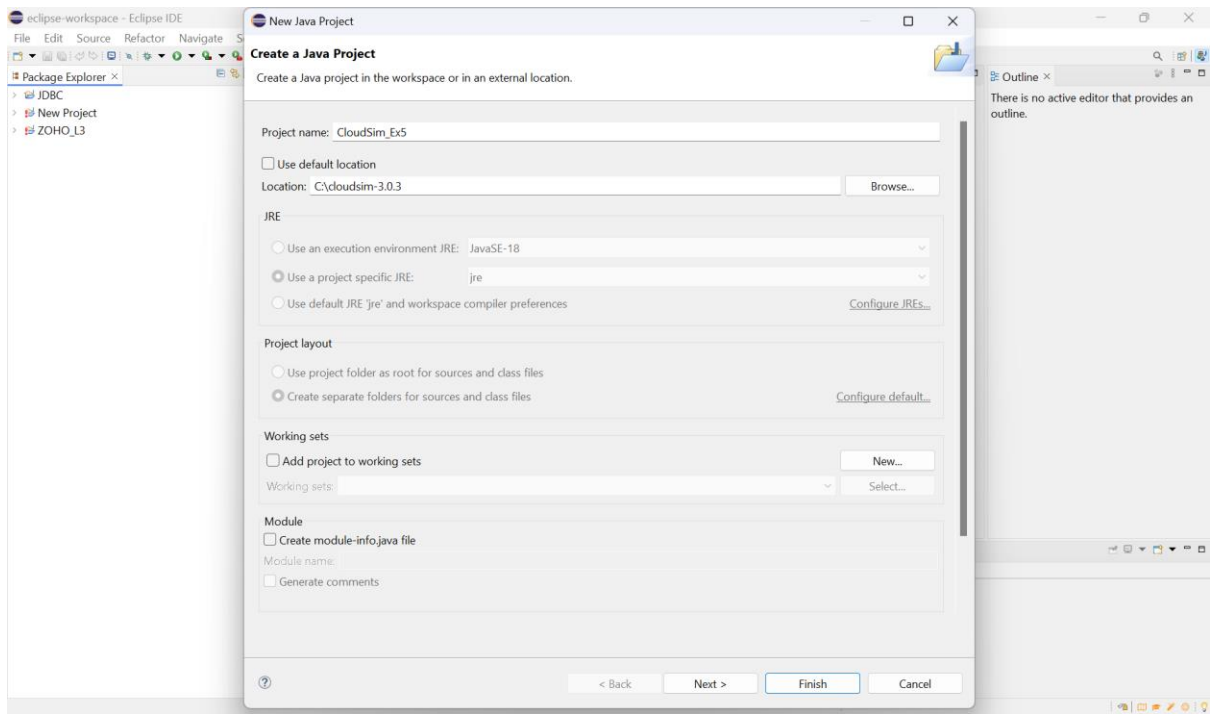 eclipse-workspace - Eclipse IDE
File Edit Source Refactor Navigate S
Package Explorer ×
JDBC
New Project
ZOHO_L3
New Java Project
Create a Java Project
Create a Java project in the workspace or in an external location.
Project name: CloudSim_Ex5
Use default location
Location: C:\cloudsim-3.0.3 Browse...
JRE
Use an execution environment JRE: JavaSE-18
Use a project specific JRE: jre
Use default JRE 'jre' and workspace compiler preferences Configure JREs...
Project layout
Use project folder as root for sources and class files
Create separate folders for sources and class files Configure default...
Working sets
Add project to working sets New...
Working sets: Select...
Module
Create module-info.java file
Module name:
Generate comments
< Back Next > Finish Cancel
Outline ×
There is no active editor that provides an
outline.